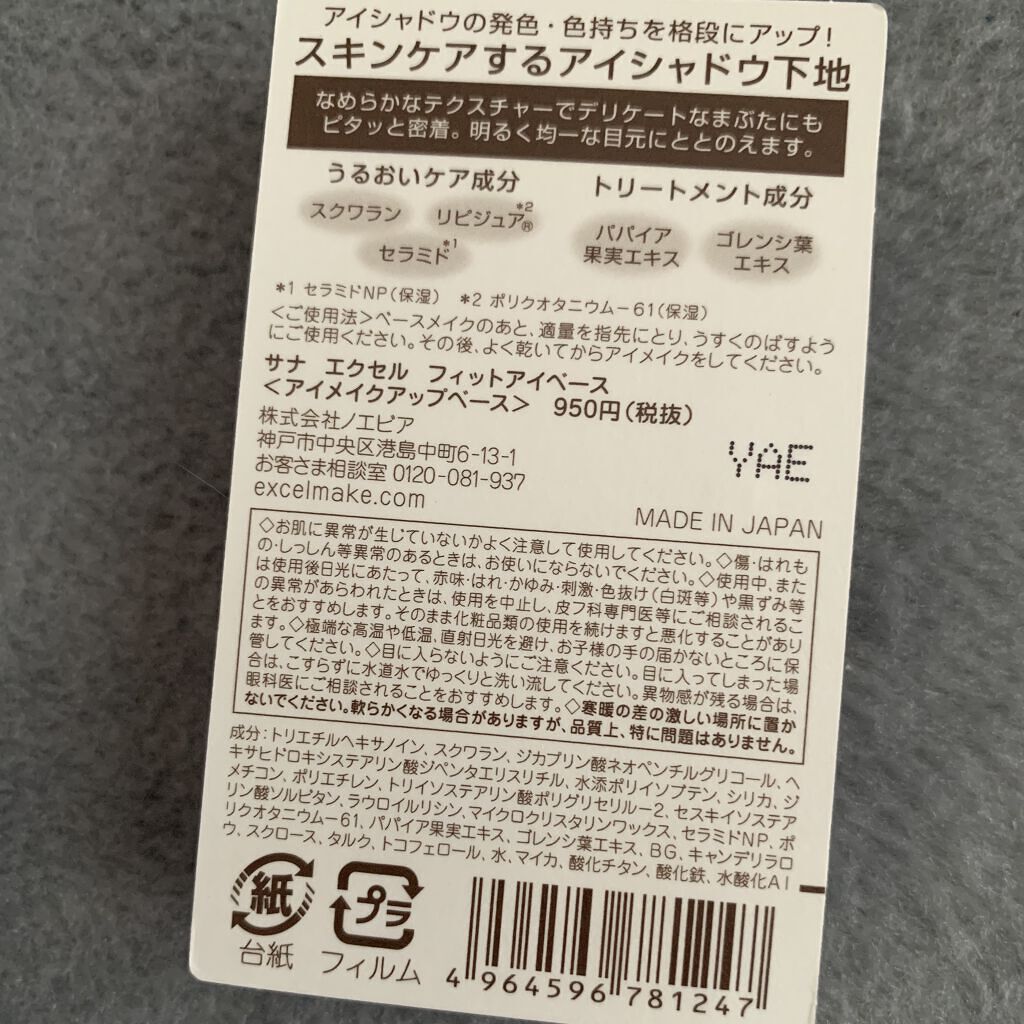 アイシャドウの発色・色持ちを格段にアップ!
スキンケアするアイシャドウ下地
なめらかなテクスチャーでデリケートなまぶたにも
ピタッと密着。明るく均一な目元にととのえます。
うるおいケア成分
スクワラン
リピジュア®*2
セラミド*1
トリートメント成分
パパイア
果実エキス
ゴレンシ葉
エキス
*1 セラミドNP(保湿) *2 ポリクオタニウム-61(保湿)
<ご使用法>ベースメイクのあと、適量を指先にとり、うすくのばすよう
にご使用ください。その後、よく乾いてからアイメイクをしてください。
サナ エクセル フィットアイベース
<アイメイクアップベース> 950円(税抜)
株式会社ノエビア
神戸市中央区港島中町6-13-1
お客さま相談室 0120-081-937
excelmake.com
YAE
MADE IN JAPAN
◇お肌に異常が生じていないかよく注意して使用してください。◇傷・はれも
の・しっしん等異常のあるときは、お使いにならないでください。◇使用中、また
は使用後日光にあたって、赤味・はれ・かゆみ・刺激・色抜け(白斑等)や黒ずみ等
の異常があらわれたときは、使用を中止し、皮フ科専門医等にご相談されるこ
とをおすすめします。そのまま化粧品類の使用を続けますと悪化することがあり
ます。◇極端な高温や低温、直射日光を避け、お子様の手の届かないところに保
管してください。◇目に入らないようにご注意ください。目に入ってしまった場
合は、こすらずに水道水でゆっくりと洗い流してください。異物感が残る場合は、
眼科医にご相談されることをおすすめします。◇寒暖の差の激しい場所に置か
ないでください。軟らかくなる場合がありますが、品質上、特に問題はありません。
成分:トリエチルヘキサノイン、スクワラン、ジカプリン酸ネオペンチルグリコール、ヘ
キサヒドロキシステアリン酸ジペンタエリスリチル、水添ポリイソブテン、シリカ、ジ
メチコン、ポリエチレン、トリイソステアリン酸ポリグリセリル-2、セスキイソステア
リン酸ソルビタン、ラウロイルリシン、マイクロクリスタリンワックス、セラミドNP、ポ
リクオタニウム-61、パパイア果実エキス、ゴレンシ葉エキス、BG、キャンデリラロ
ウ、スクロース、タルク、トコフェロール、水、マイカ、酸化チタン、酸化鉄、水酸化Al
紙
台紙
プラ
フィルム
4 964596 781247